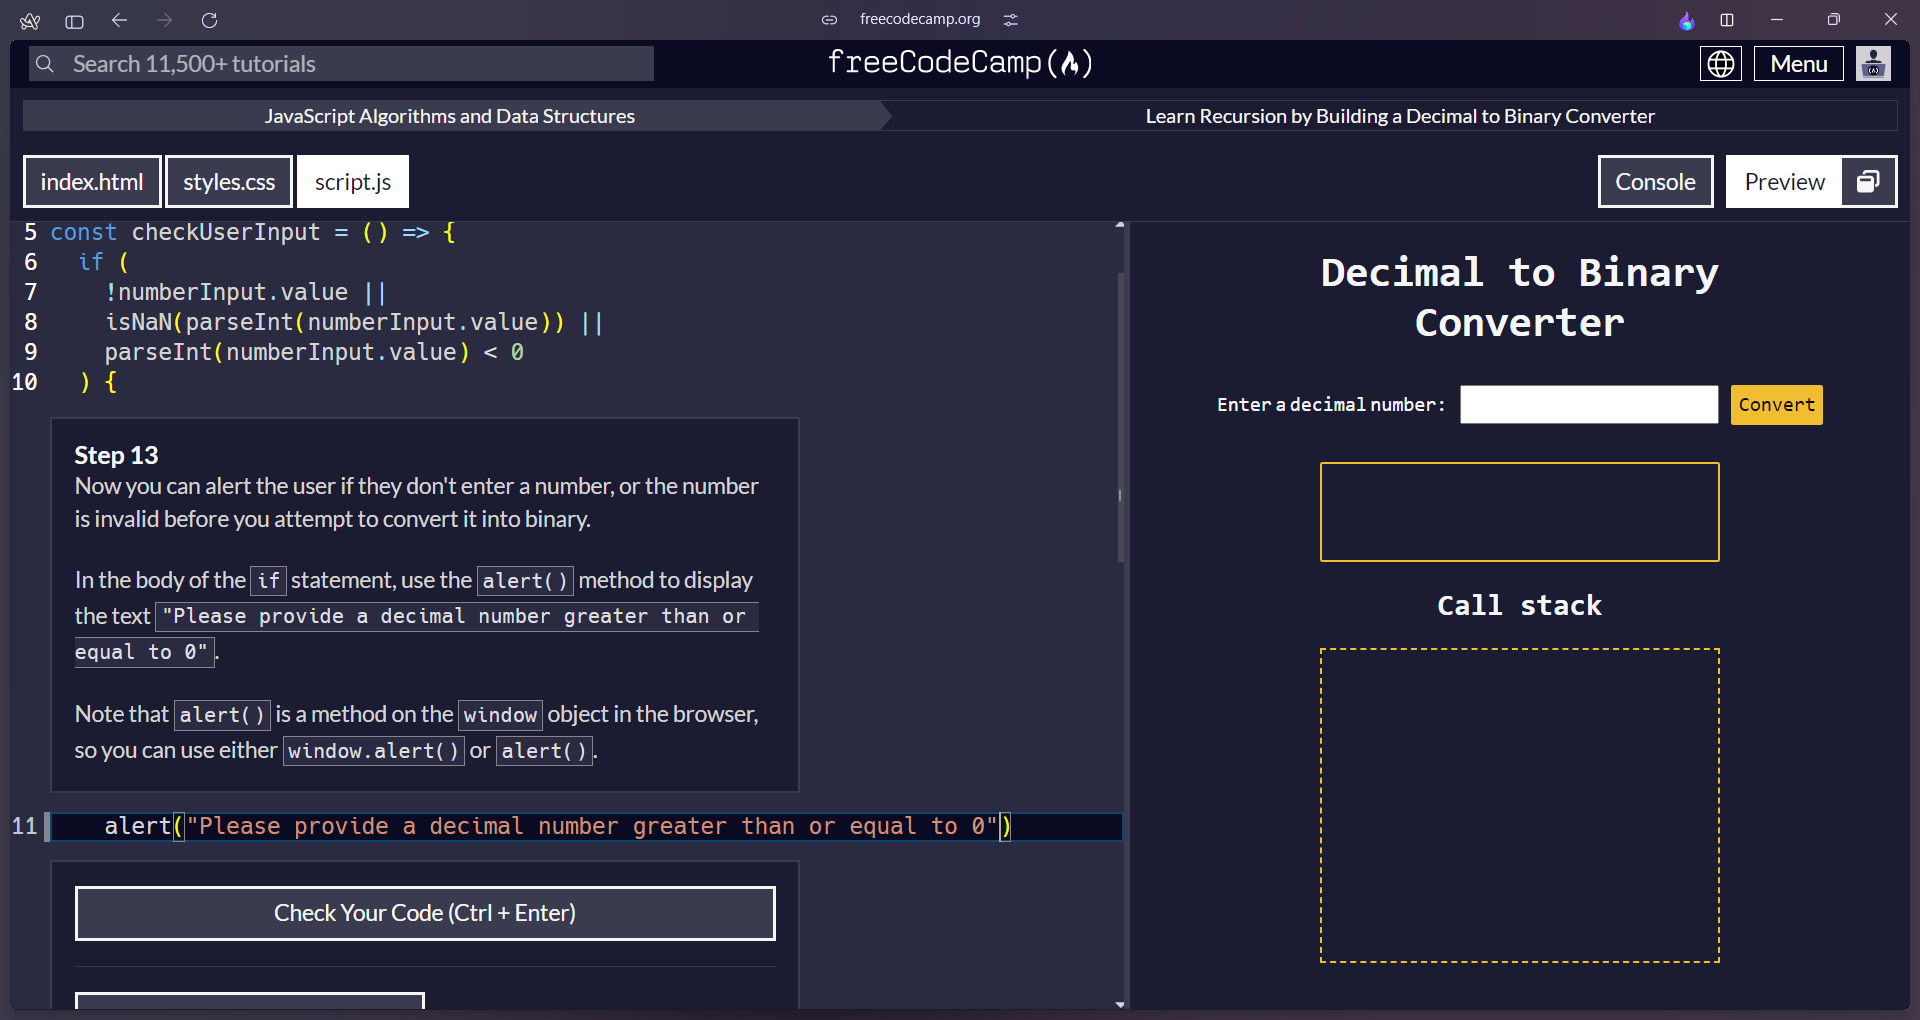 freecodecamp.org
Search 11,500+ tutorials
freeCodeCamp(🔥)
Menu
JavaScript Algorithms and Data Structures
Learn Recursion by Building a Decimal to Binary Converter
index.html
styles.css
script.js
Console
Preview
5 const checkUserInput = () => {
6   if (
7     !numberInput.value ||
8     isNaN(parseInt(numberInput.value)) ||
9     parseInt(numberInput.value) < 0
10   ) {
Step 13
Now you can alert the user if they don't enter a number, or the number
is invalid before you attempt to convert it into binary.
In the body of the if statement, use the alert() method to display
the text "Please provide a decimal number greater than or
equal to 0".
Note that alert() is a method on the window object in the browser,
so you can use either window.alert() or alert().
11     alert("Please provide a decimal number greater than or equal to 0")
Check Your Code (Ctrl + Enter)
Decimal to Binary
Converter
Enter a decimal number:
Convert
Call stack